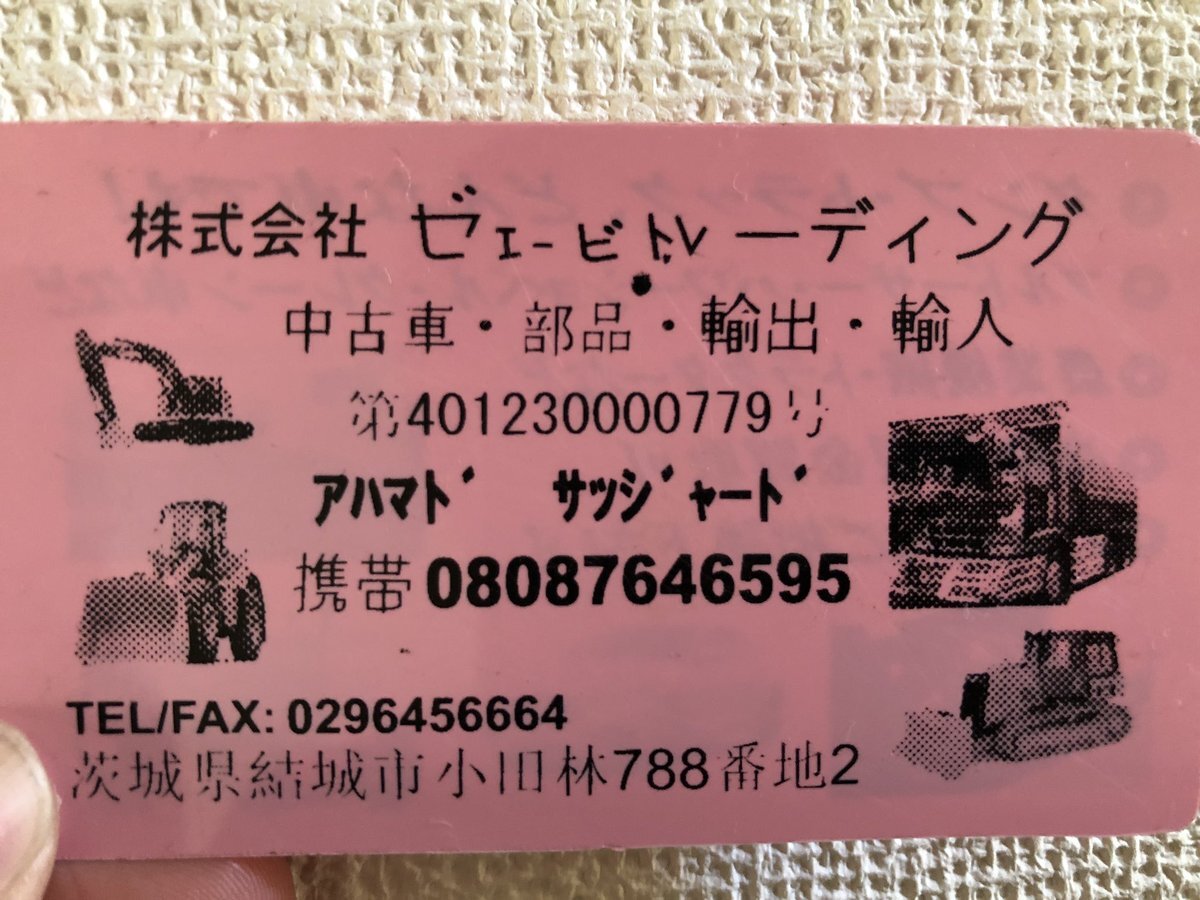 株式会社 ゼェービトレーディング
中古車・部品・輸出・輸入
第401230000779号
アハマド サッジャード
携帯 08087646595
TEL/FAX: 0296456664
茨城県結城市小田林788番地2